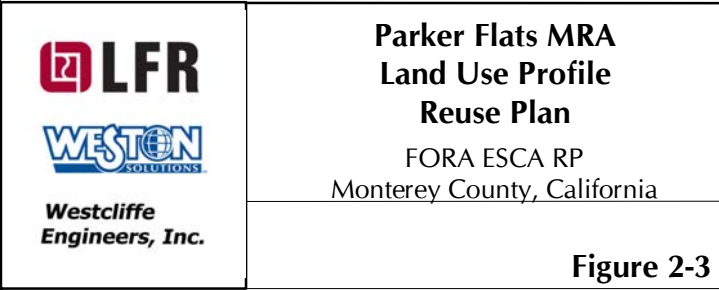 LFR
WESTON
SOLUTIONS
Westcliffe
Engineers, Inc.
Parker Flats MRA
Land Use Profile
Reuse Plan
FORA ESCA RP
Monterey County, California
Figure 2-3